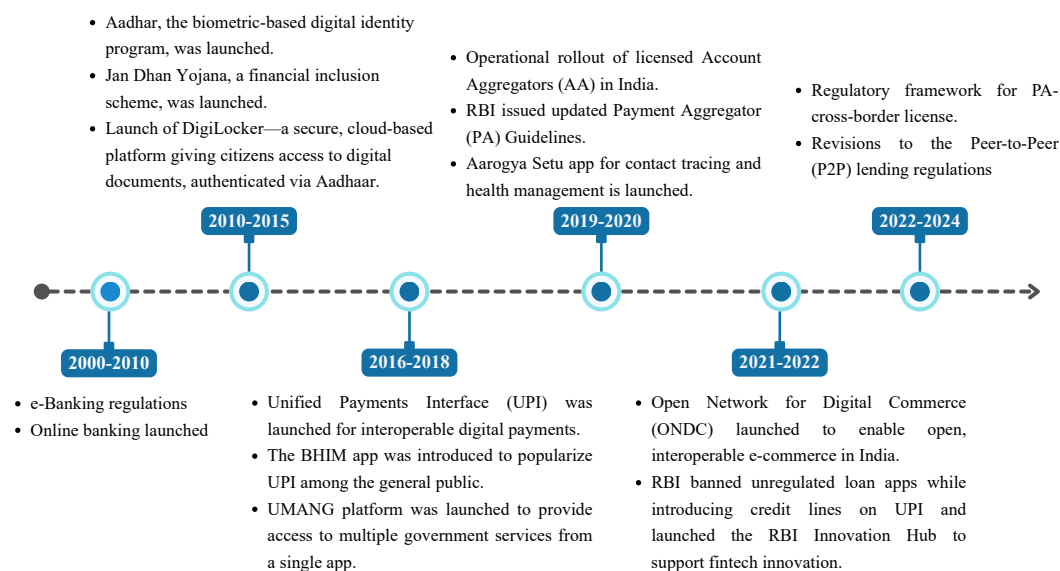 • Aadhar, the biometric-based digital identity
program, was launched.
• Jan Dhan Yojana, a financial inclusion
scheme, was launched.
• Launch of DigiLocker—a secure, cloud-based
platform giving citizens access to digital
documents, authenticated via Aadhaar.
2010-2015
• Operational rollout of licensed Account
Aggregators (AA) in India.
• RBI issued updated Payment Aggregator
(PA) Guidelines.
• Aarogya Setu app for contact tracing and
health management is launched.
2019-2020
• Regulatory framework for PA-
cross-border license.
• Revisions to the Peer-to-Peer
(P2P) lending regulations
2022-2024
2000-2010
• e-Banking regulations
• Online banking launched
2016-2018
• Unified Payments Interface (UPI) was
launched for interoperable digital payments.
• The BHIM app was introduced to popularize
UPI among the general public.
• UMANG platform was launched to provide
access to multiple government services from
a single app.
2021-2022
• Open Network for Digital Commerce
(ONDC) launched to enable open,
interoperable e-commerce in India.
• RBI banned unregulated loan apps while
introducing credit lines on UPI and
launched the RBI Innovation Hub to
support fintech innovation.